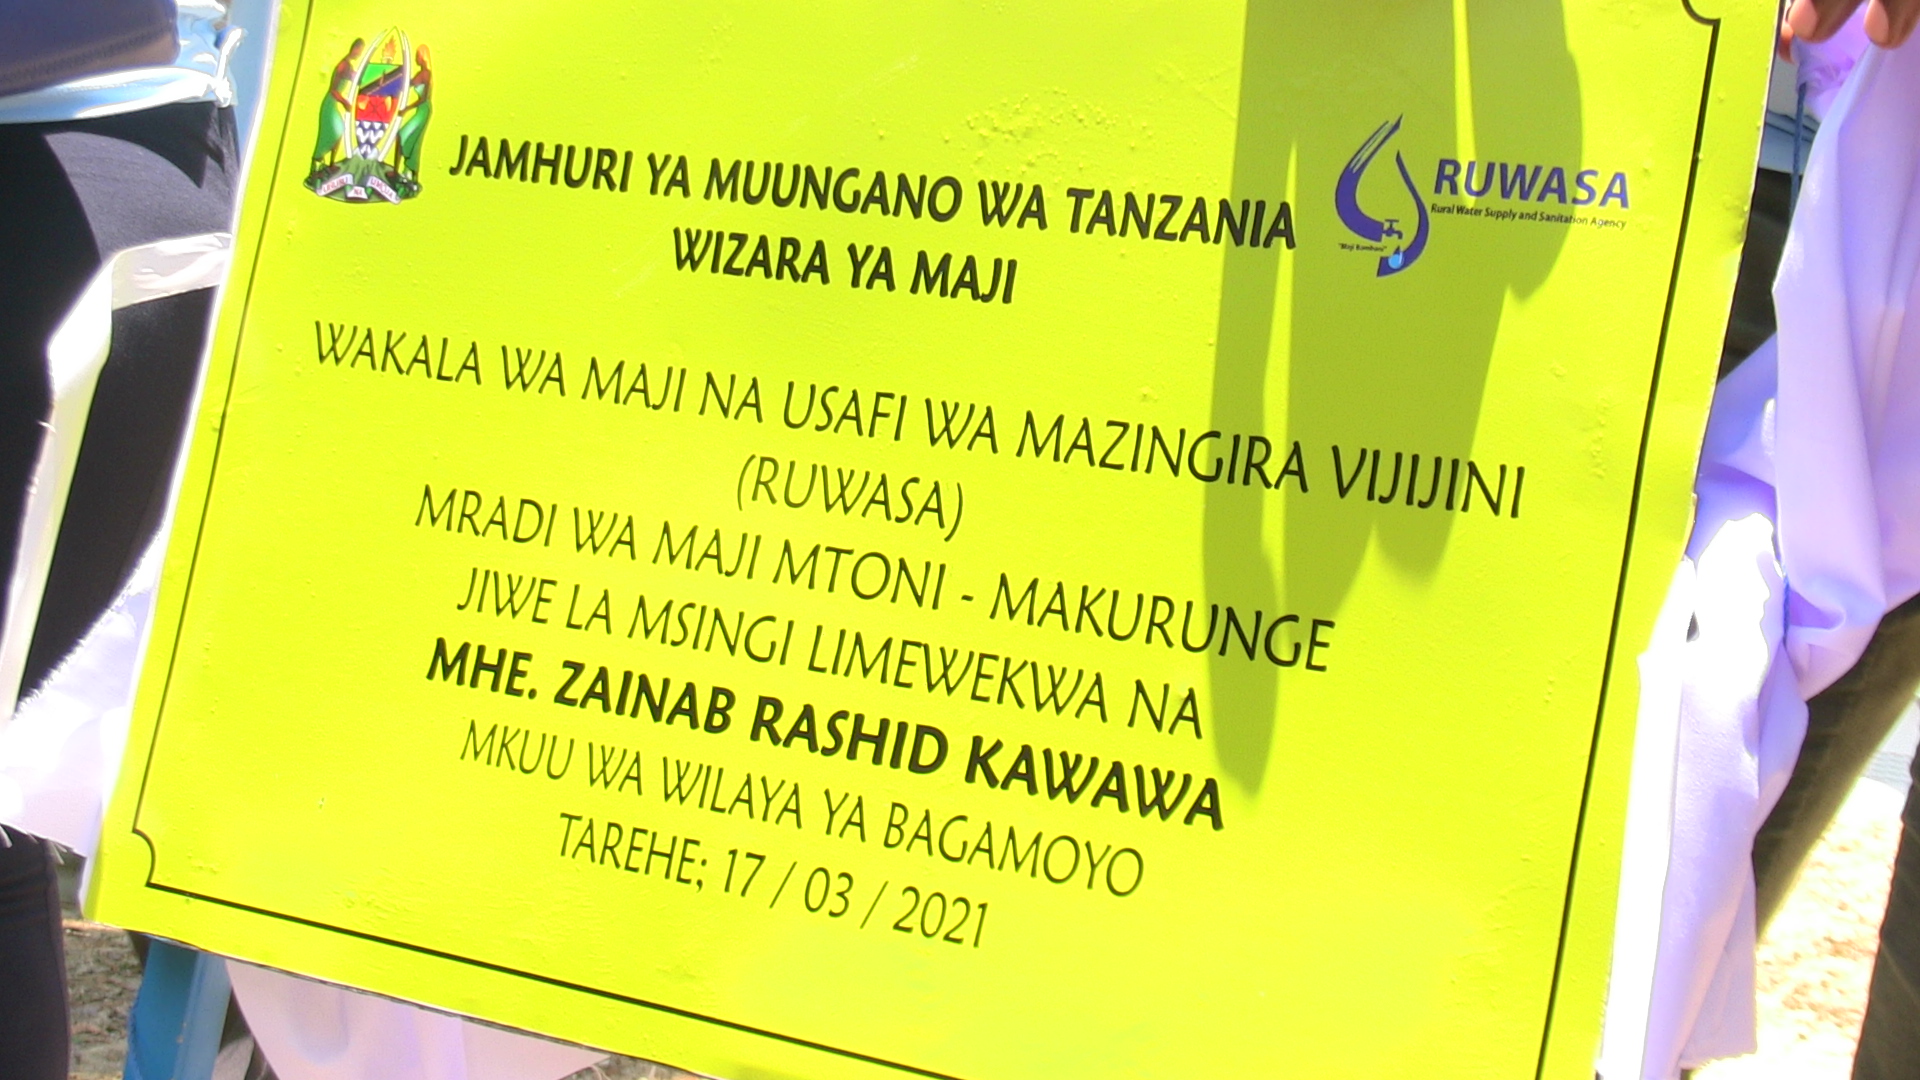 JAMHURI YA MUUNGANO WA TANZANIA
WIZARA YA MAJI
RUWASA
Rural Water Supply and Sanitation Agency
WAKALA WA MAJI NA USAFI WA MAZINGIRA VIJIJINI
(RUWASA)
MRADI WA MAJI MTONI - MAKURUNGE
JIWE LA MSINGI LIMEWEKWA NA
MHE. ZAINAB RASHID KAWAWA
MKUU WA WILAYA YA BAGAMOYO
TAREHE; 17 / 03 / 2021